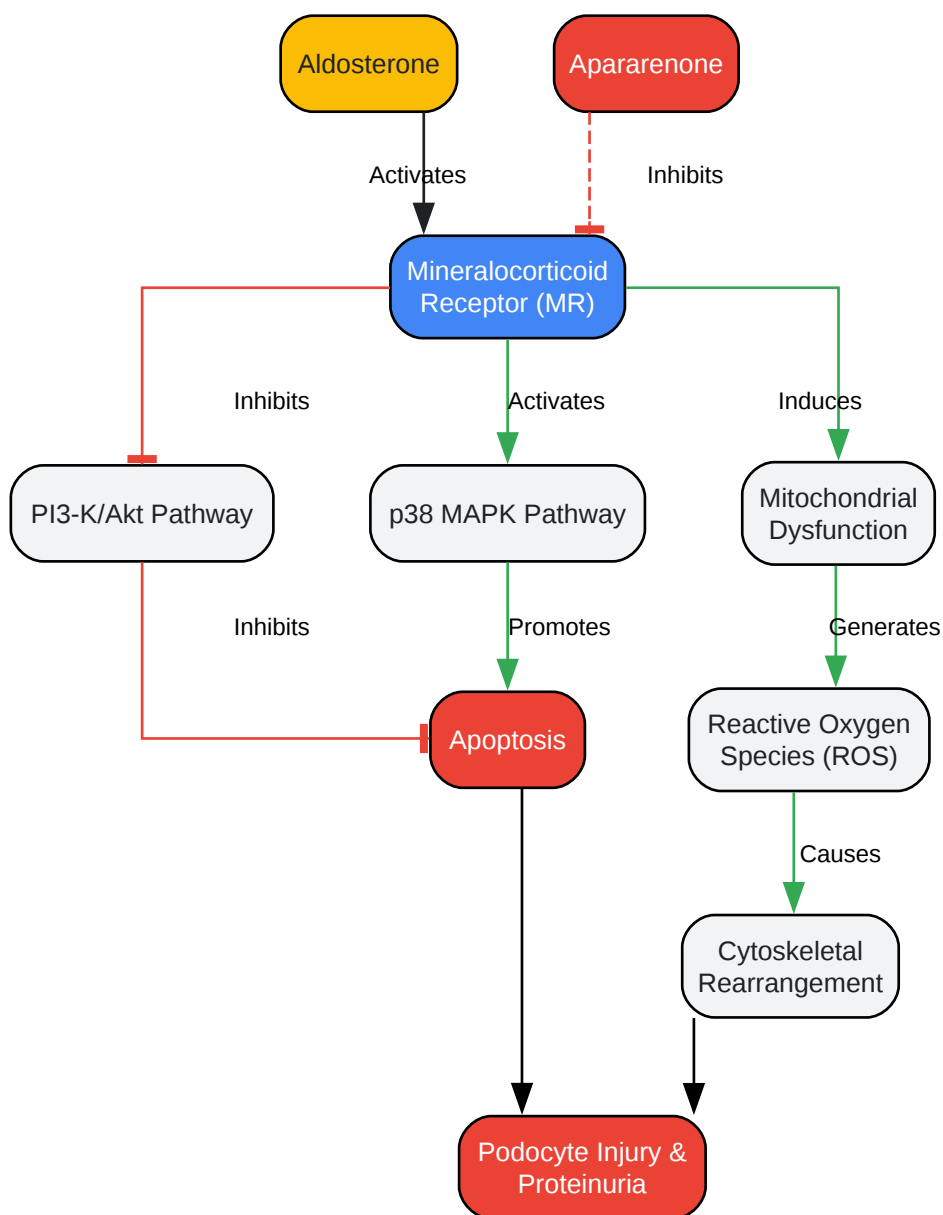 Aldosterone
Apararenone
Activates
Inhibits
Mineralocorticoid
Receptor (MR)
Inhibits
Activates
Induces
PI3-K/Akt Pathway
p38 MAPK Pathway
Mitochondrial
Dysfunction
Inhibits
Promotes
Generates
Apoptosis
Reactive Oxygen
Species (ROS)
Causes
Cytoskeletal
Rearrangement
Podocyte Injury &
Proteinuria